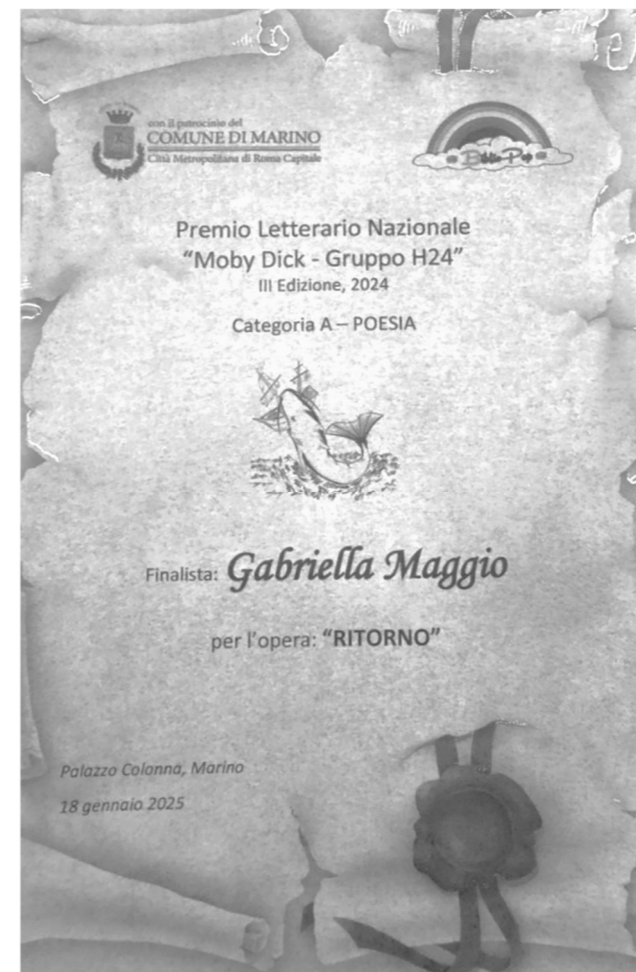 con il patrocinio del
COMUNE DI MARINO
Città Metropolitana di Roma Capitale
Premio Letterario Nazionale
“Moby Dick - Gruppo H24”
III Edizione, 2024
Categoria A – POESIA
Finalista: Gabriella Maggio
per l’opera: “RITORNO”
Palazzo Colonna, Marino
18 gennaio 2025